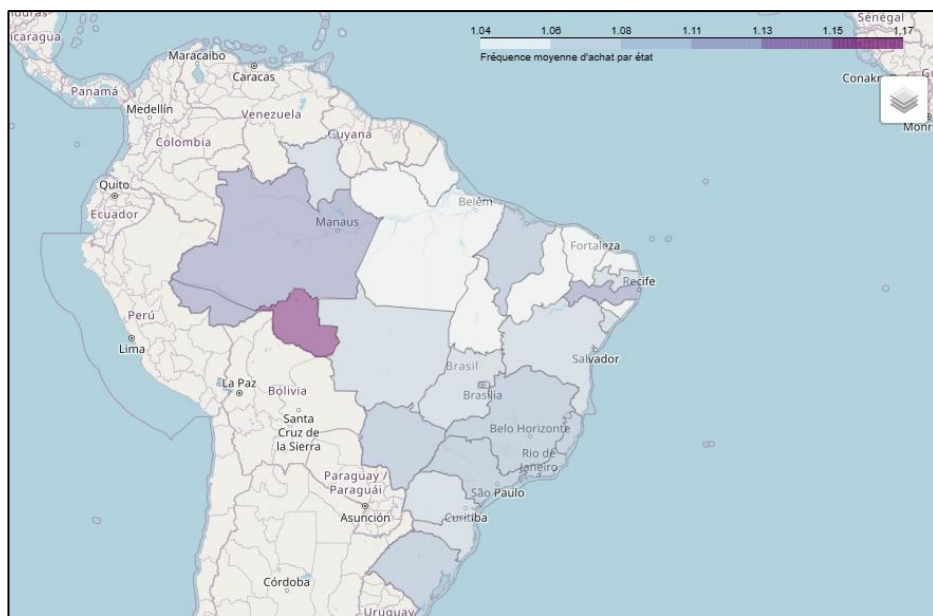 1.04 1.06 1.08 1.11 1.13 1.15 1.17
Fréquence moyenne d'achat par état
Sénégal
Nicaragua
Maracaibo
Caracas
Panamá
Conakry
Medellín
Venezuela
Guyana
Colombia
Quito
Ecuador
Manaus
Belém
Fortaleza
Recife
Perú
Lima
Brasil
Salvador
La Paz
Bolivia
Brasília
Santa
Cruz de
la Sierra
Belo Horizonte
Rio de
Janeiro
Paraguay /
Paraguái
São Paulo
Asunción
Curitiba
Córdoba
Uruguay